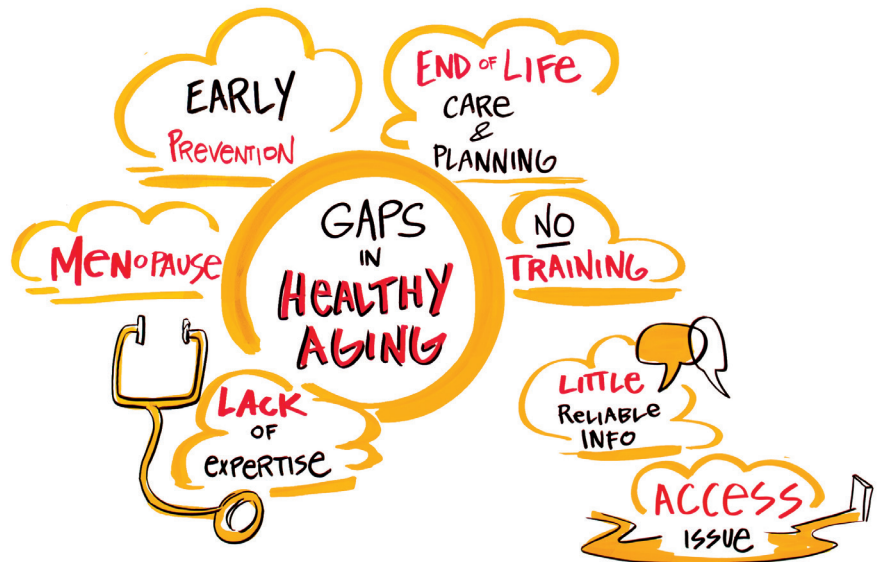 EARLY
PREVENTION
END OF LIFE
CARE
&
PLANNING
MENOPAUSE
GAPS
IN
HEALTHY
AGING
NO
TRAINING
LACK
OF
EXPERTISE
LITTLE
RELIABLE
INFO
ACCESS
ISSUE